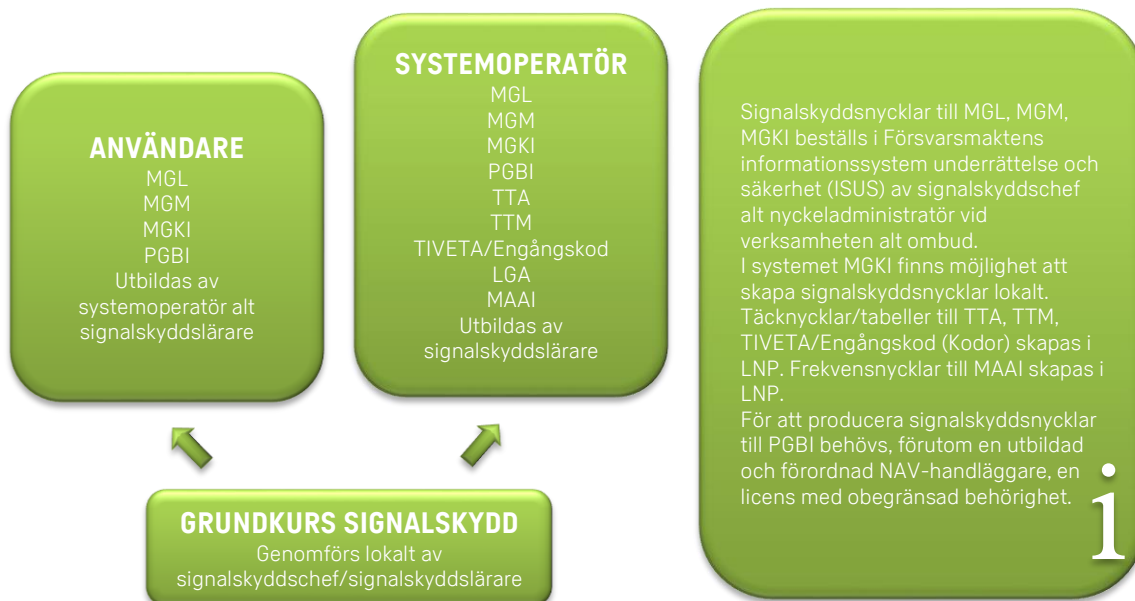 ANVÄNDARE
MGL
MGM
MGKI
PGBI
Utbildas av
systemoperatör alt
signalskyddslärare
SYSTEMOPERATÖR
MGL
MGM
MGKI
PGBI
TTA
TTM
TIVETA/Engångskod
LGA
MAAI
Utbildas av
signalskyddslärare
Signalskyddsnycklar till MGL, MGM,
MGKI beställs i Försvarsmaktens
informationssystem underrättelse och
säkerhet (ISUS) av signalskyddschef
alt nyckeladministratör vid
verksamheten alt ombud.
I systemet MGKI finns möjlighet att
skapa signalskyddsnycklar lokalt.
Täcknycklar/tabeller till TTA, TTM,
TIVETA/Engångskod (Kodor) skapas i
LNP. Frekvensnycklar till MAAI skapas i
LNP.
För att producera signalskyddsnycklar
till PGBI behövs, förutom en utbildad
och förordnad NAV-handläggare, en
licens med obegränsad behörighet.
i
GRUNDKURS SIGNALSKYDD
Genomförs lokalt av
signalskyddschef/signalskyddslärare